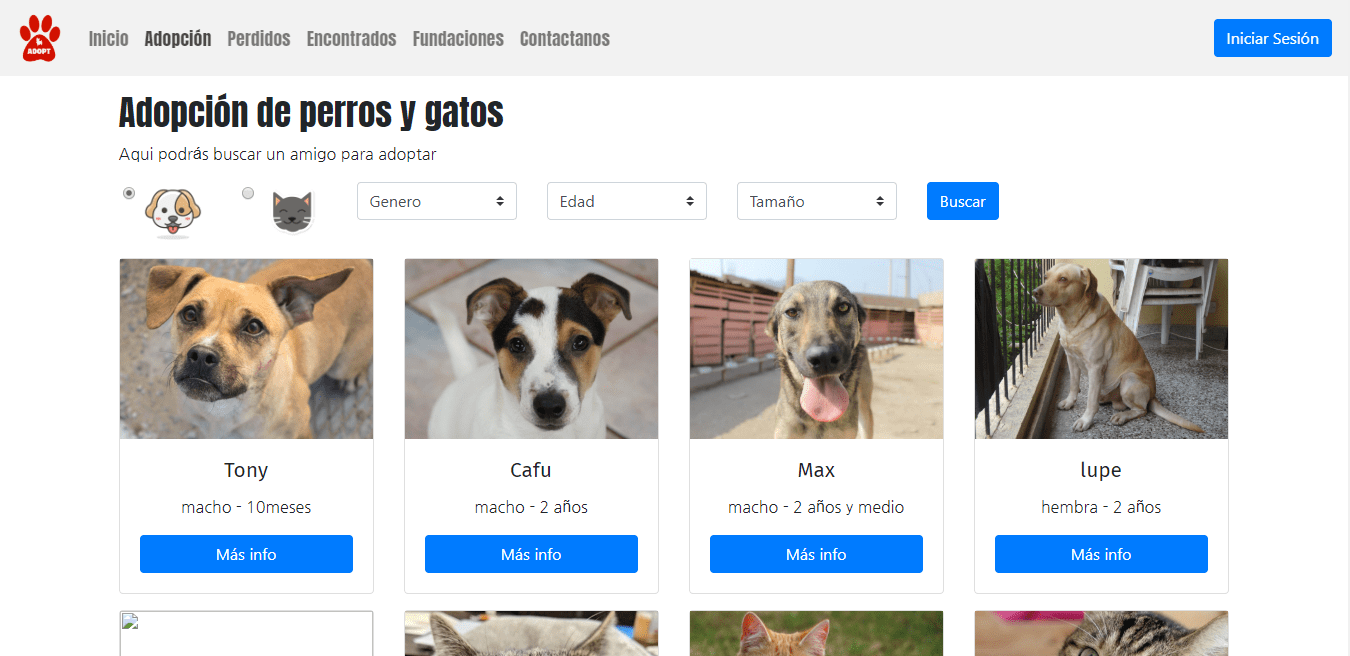 ADOPT
Inicio Adopción Perdidos Encontrados Fundaciones Contactanos Iniciar Sesión
Adopción de perros y gatos
Aqui podrás buscar un amigo para adoptar
Genero Edad Tamaño Buscar
Tony Cafu Max lupe
macho - 10meses macho - 2 años macho - 2 años y medio hembra - 2 años
Más info Más info Más info Más info